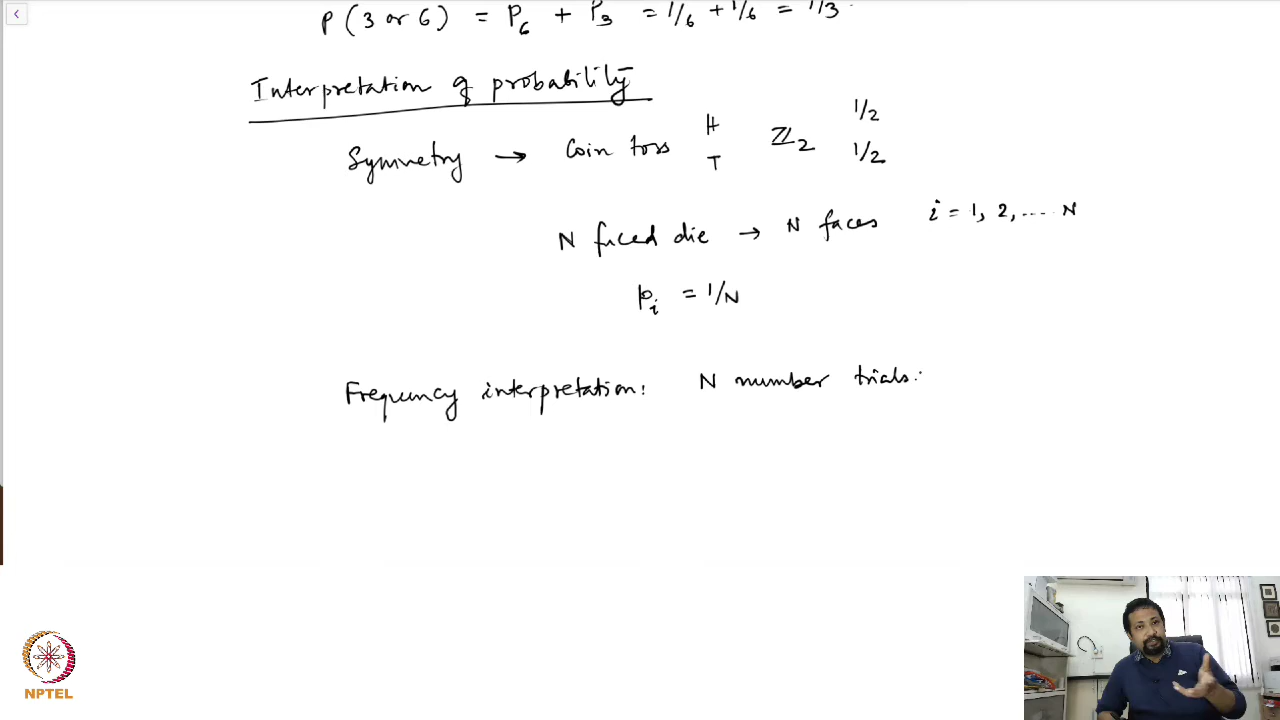 P (3 or 6) = P₆ + P₃ = 1/6 + 1/6 = 1/3.
Interpretation of probability
Symmetry → Coin toss H T ℤ₂ 1/2 1/2
N faced die → N faces i = 1, 2, .... N
pᵢ = 1/N
Frequency interpretation: N number trials:
NPTEL